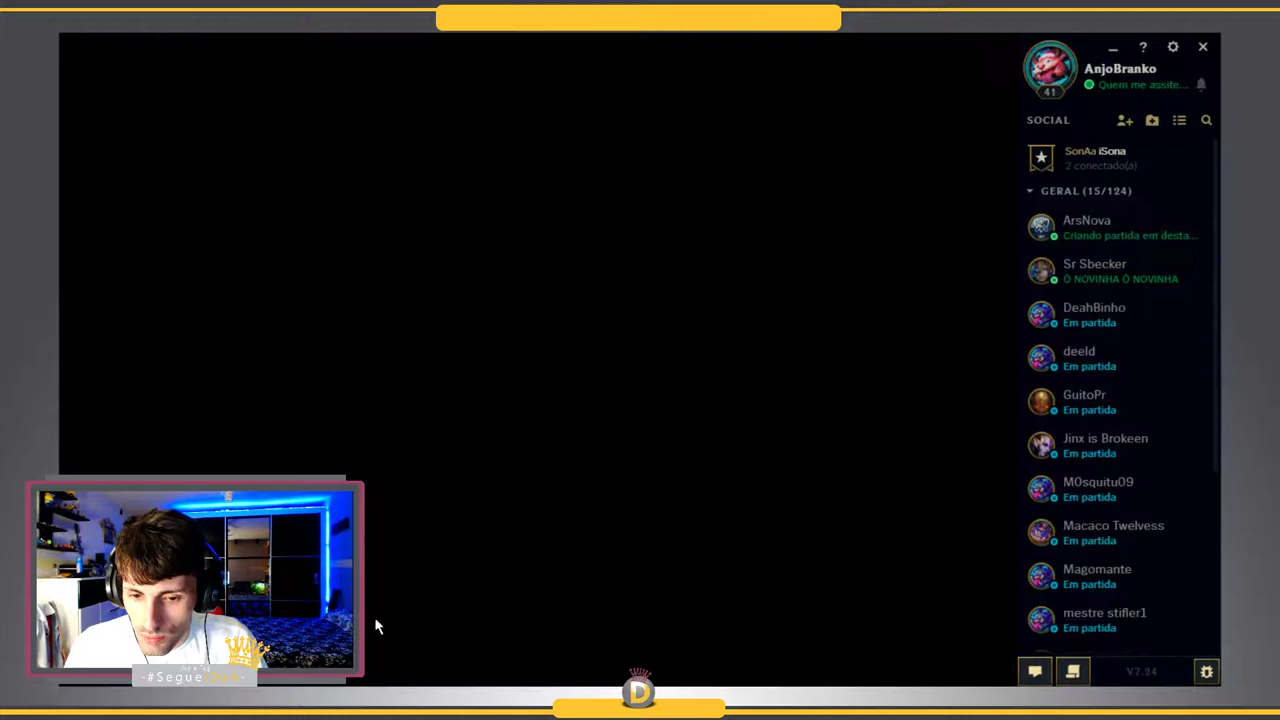 ?
AnjoBranko
41
Quem me assite...
SOCIAL
SonAa iSona
2 conectado(a)
GERAL (15/124)
ArsNova
Criando partida em desta...
Sr Sbecker
Ô NOVINHA Ô NOVINHA
DeahBinho
Em partida
deeld
Em partida
GuitoPr
Em partida
Jinx is Brokeen
Em partida
M0squitu09
Em partida
Macaco Twelvess
Em partida
Magomante
Em partida
mestre stifler1
Em partida
V7.24
-#Segue
D